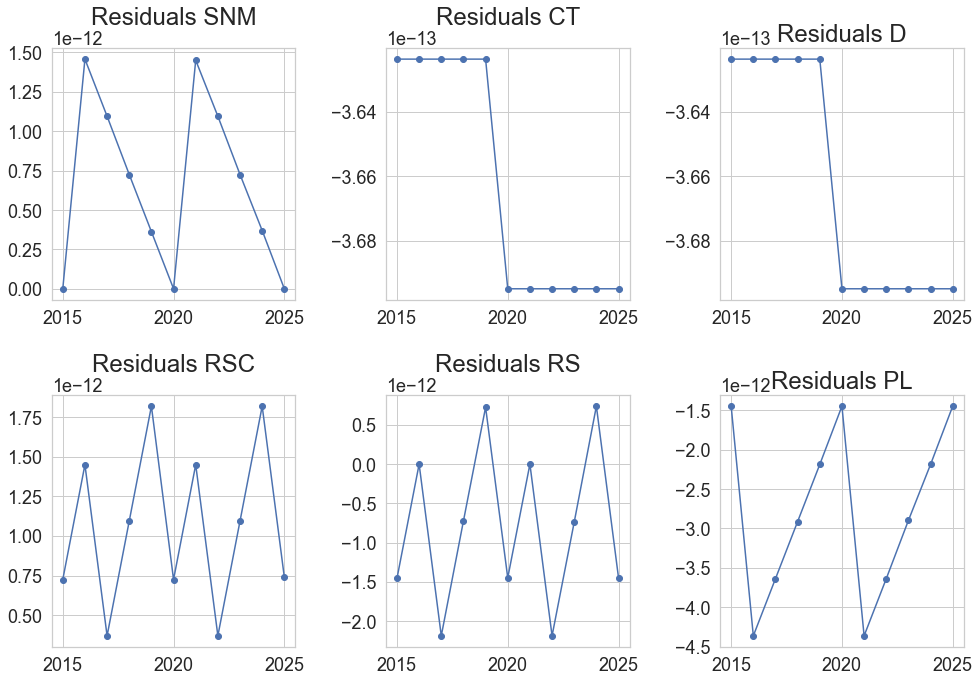 Residuals SNM
1e−12
1.50
1.25
1.00
0.75
0.50
0.25
0.00
2015 2020 2025
Residuals CT
1e−13
−3.64
−3.66
−3.68
2015 2020 2025
Residuals D
1e−13
−3.64
−3.66
−3.68
2015 2020 2025
Residuals RSC
1e−12
1.75
1.50
1.25
1.00
0.75
0.50
2015 2020 2025
Residuals RS
1e−12
0.5
0.0
−0.5
−1.0
−1.5
−2.0
2015 2020 2025
Residuals PL
1e−12
−1.5
−2.0
−2.5
−3.0
−3.5
−4.0
−4.5
2015 2020 2025